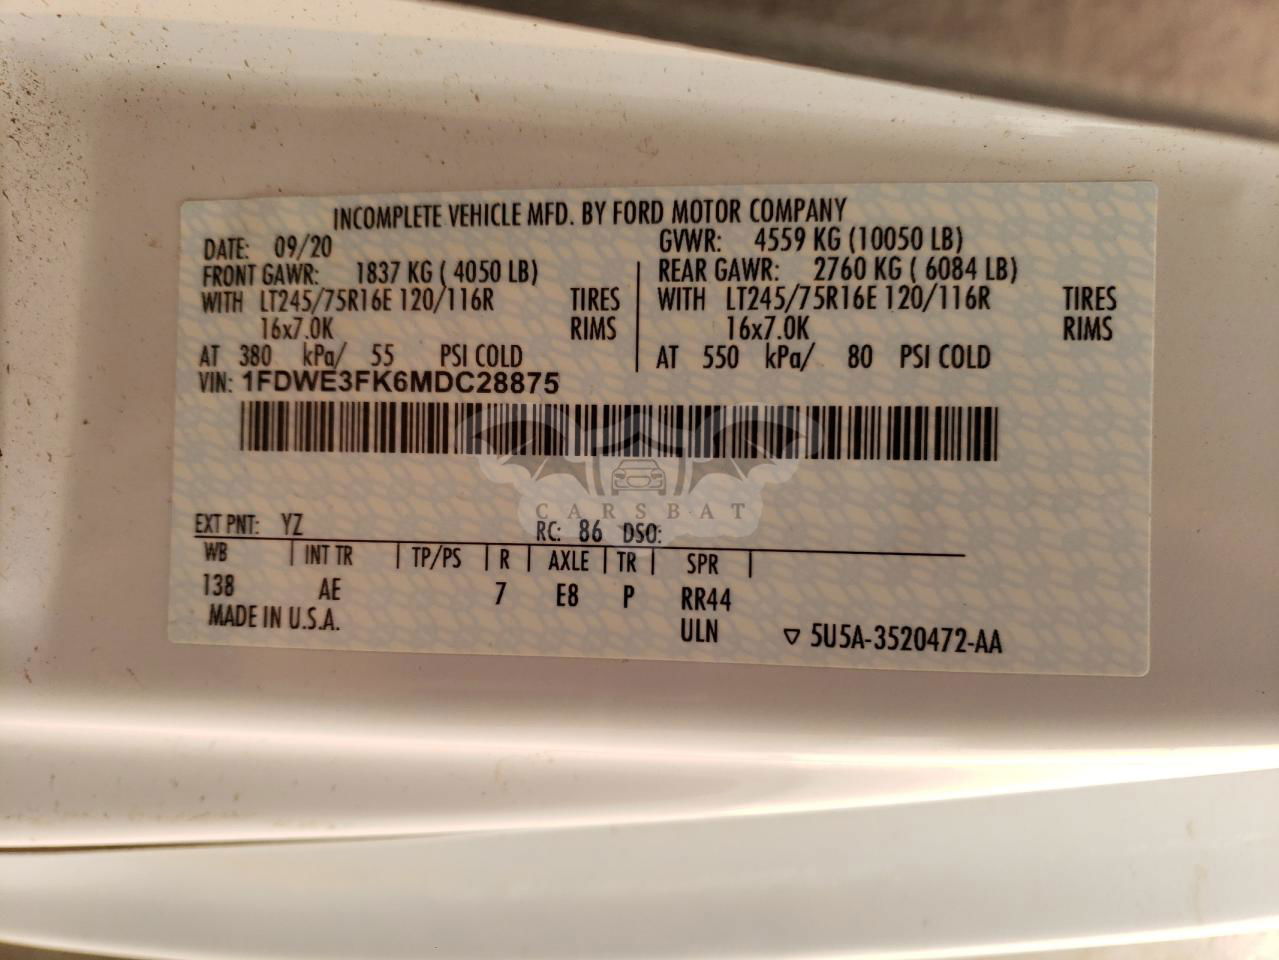 INCOMPLETE VEHICLE MFD. BY FORD MOTOR COMPANY
DATE: 09/20 GVWR: 4559 KG (10050 LB)
FRONT GAWR: 1837 KG ( 4050 LB) REAR GAWR: 2760 KG ( 6084 LB)
WITH LT245/75R16E 120/116R TIRES WITH LT245/75R16E 120/116R TIRES
16x7.0K RIMS 16x7.0K RIMS
AT 380 kPa/ 55 PSI COLD AT 550 kPa/ 80 PSI COLD
VIN: 1FDWE3FK6MDC28875
CARSBAT
EXT PNT: YZ RC: 86 DSO:
WB INT TR TP/PS R AXLE TR SPR
138 AE 7 E8 P RR44
MADE IN U.S.A. ULN ▽ 5U5A-3520472-AA